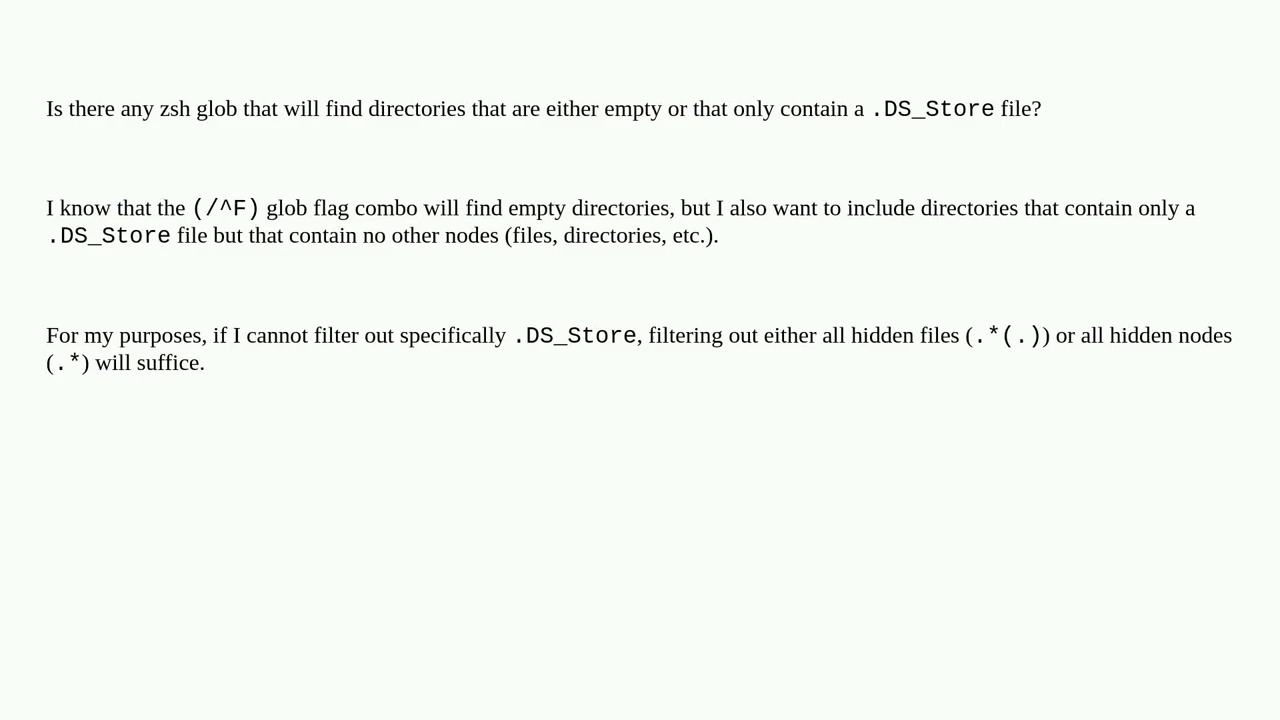 Is there any zsh glob that will find directories that are either empty or that only contain a .DS_Store file?
I know that the (/^F) glob flag combo will find empty directories, but I also want to include directories that contain only a
.DS_Store file but that contain no other nodes (files, directories, etc.).
For my purposes, if I cannot filter out specifically .DS_Store, filtering out either all hidden files (.*(.)) or all hidden nodes
(.*) will suffice.